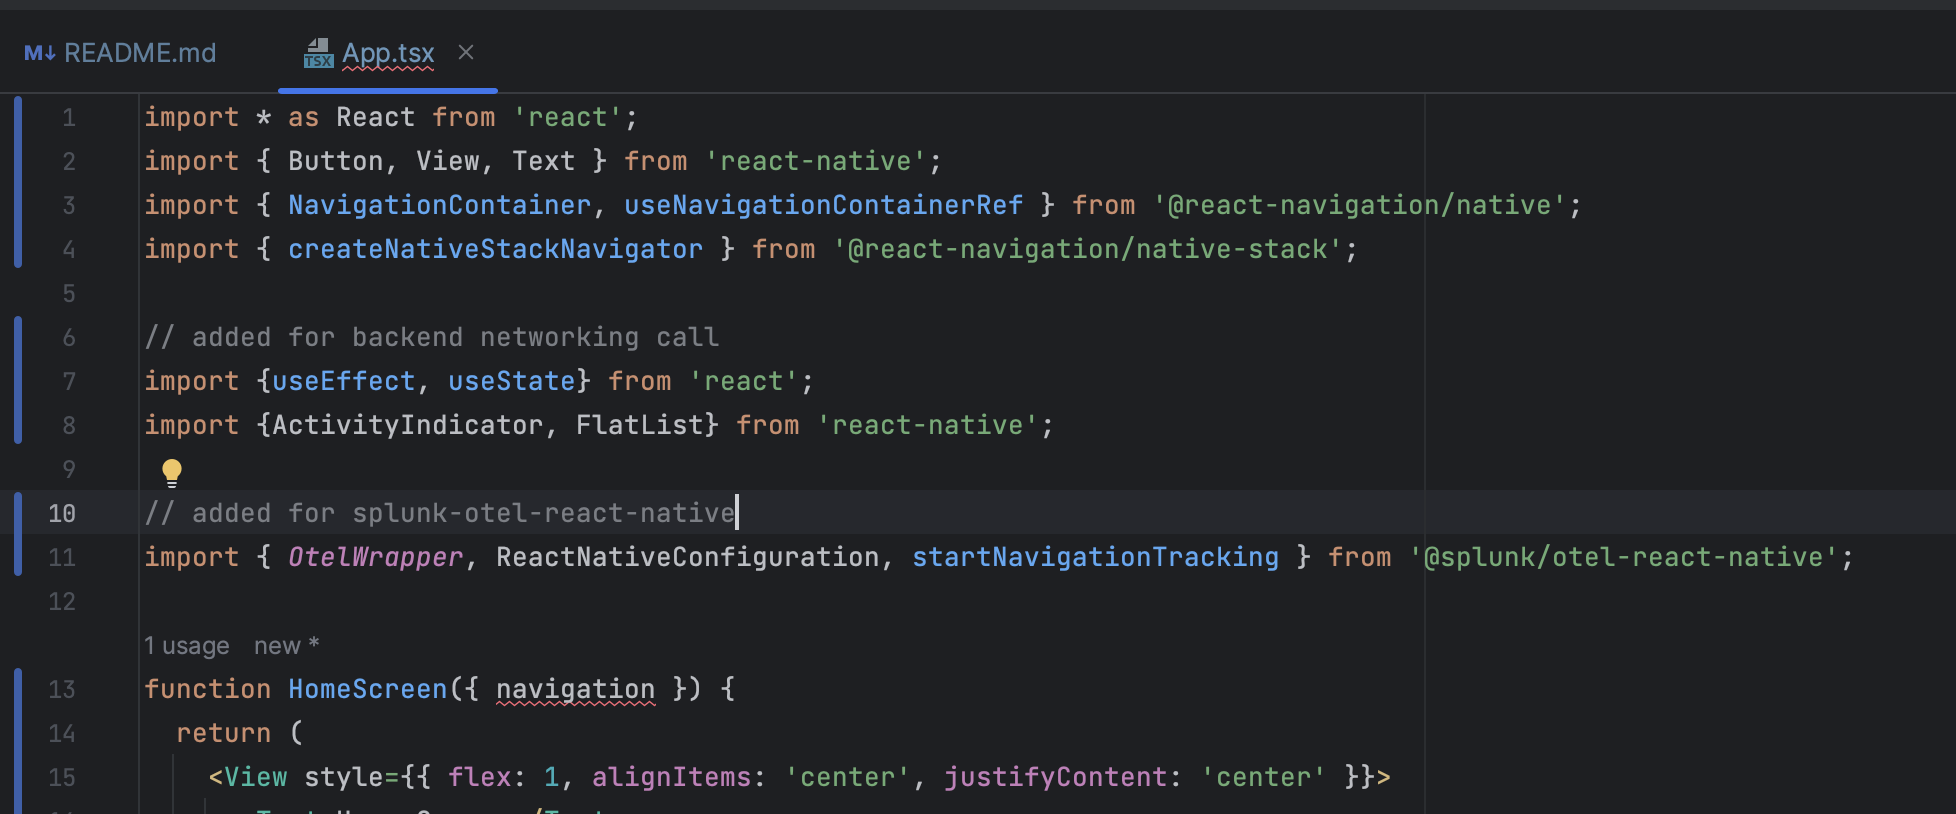 M↓ README.md
TSX App.tsx ×
1 import * as React from 'react';
2 import { Button, View, Text } from 'react-native';
3 import { NavigationContainer, useNavigationContainerRef } from '@react-navigation/native';
4 import { createNativeStackNavigator } from '@react-navigation/native-stack';
5
6 // added for backend networking call
7 import {useEffect, useState} from 'react';
8 import {ActivityIndicator, FlatList} from 'react-native';
9
10 // added for splunk-otel-react-native
11 import { OtelWrapper, ReactNativeConfiguration, startNavigationTracking } from '@splunk/otel-react-native';
12
1 usage new *
13 function HomeScreen({ navigation }) {
14 return (
15 <View style={{ flex: 1, alignItems: 'center', justifyContent: 'center' }}>